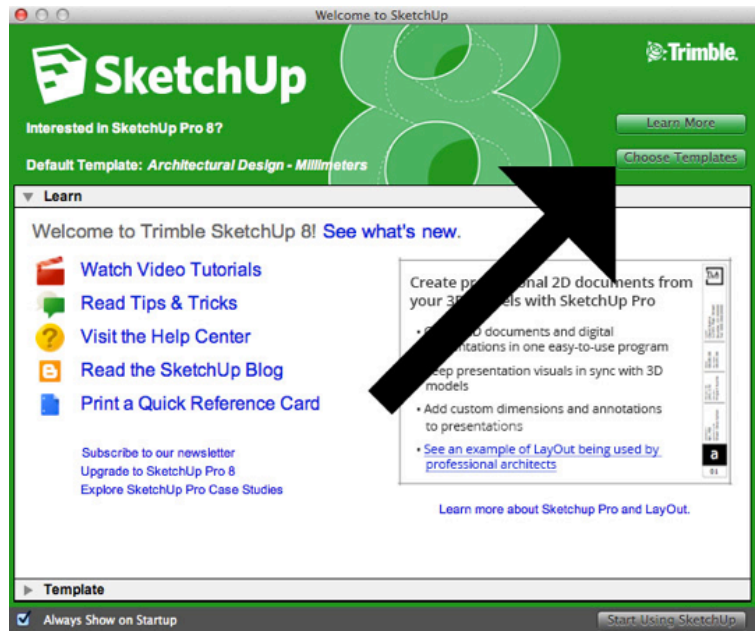 Welcome to SketchUp
SketchUp
Trimble.
Interested in SketchUp Pro 8?
Learn More
Default Template: Architectural Design - Millimeters
Choose Templates
Learn
Welcome to Trimble SketchUp 8! See what's new.
Watch Video Tutorials
Read Tips & Tricks
Visit the Help Center
Read the SketchUp Blog
Print a Quick Reference Card
Subscribe to our newsletter
Upgrade to SketchUp Pro 8
Explore SketchUp Pro Case Studies
Create 2D documents from
your with SketchUp Pro
documents and digital
in one easy-to-use program
presentation visuals in sync with 3D
models
• Add custom dimensions and annotations
to presentations
• See an example of LayOut being used by
professional architects
a
01
Learn more about Sketchup Pro and LayOut.
Template
Always Show on Startup
Start Using SketchUp